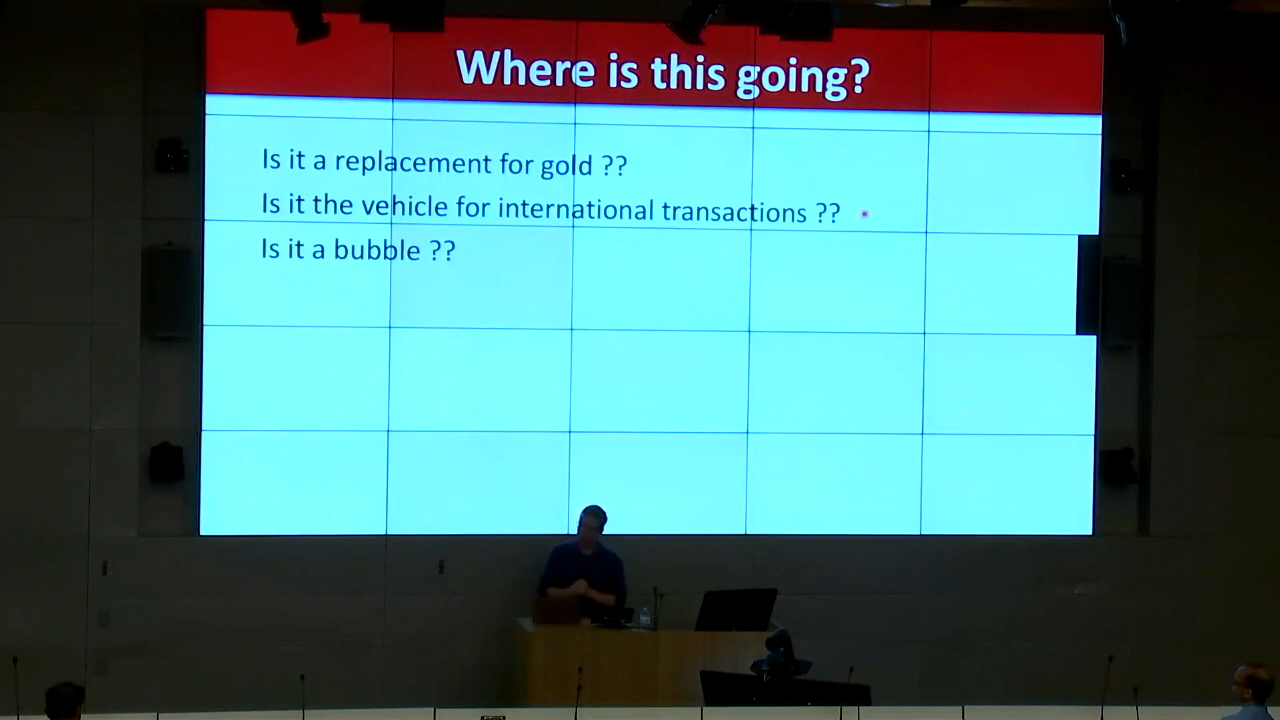 Where is this going?
Is it a replacement for gold ??
Is it the vehicle for international transactions ??
Is it a bubble ??